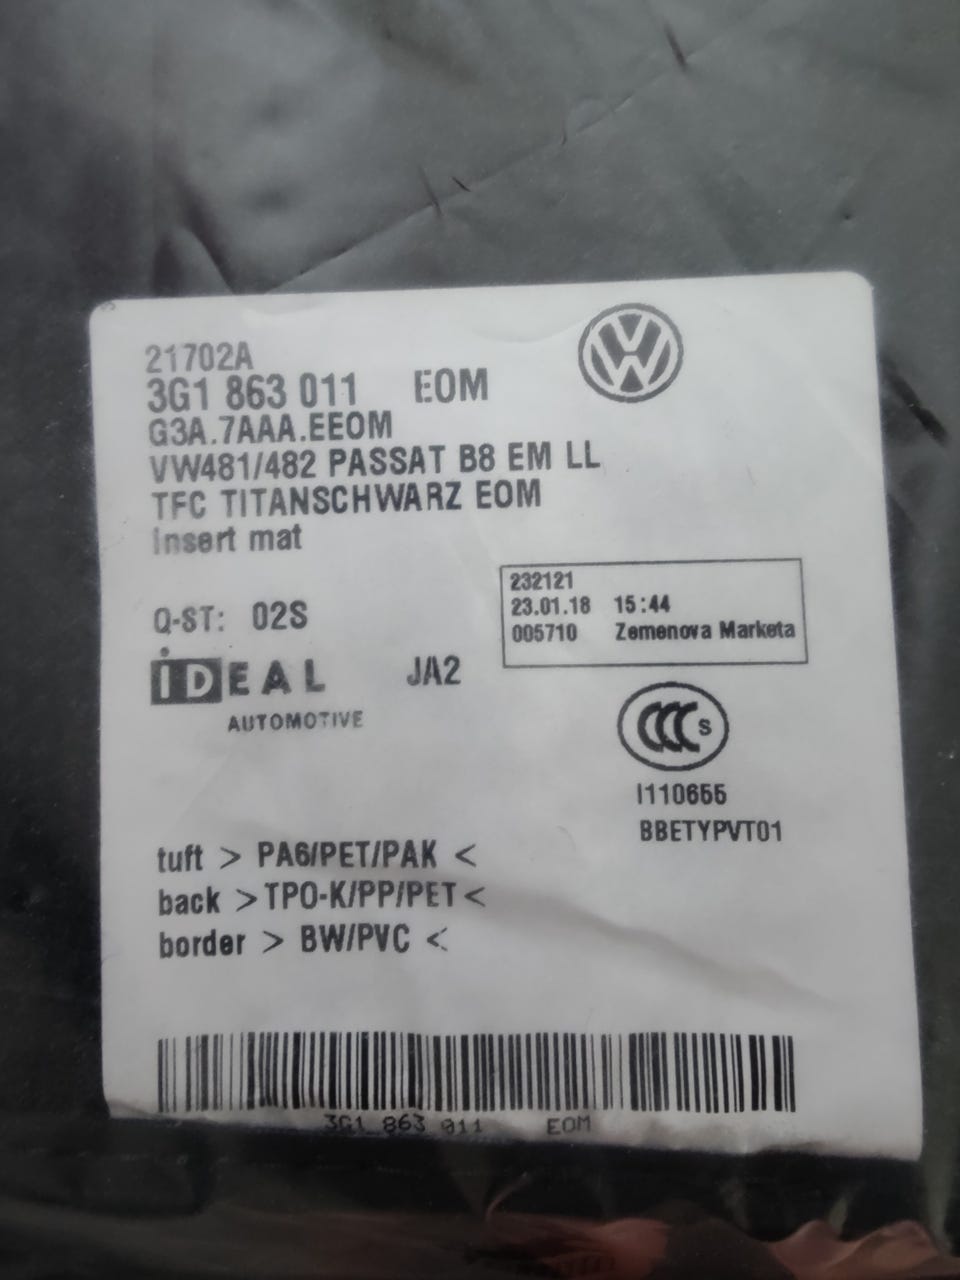 21702A
3G1 863 011 EOM
G3A.7AAA.EEOM
VW481/482 PASSAT B8 EM LL
TFC TITANSCHWARZ EOM
Insert mat
232121
23.01.18 15:44
005710 Zemenova Marketa
Q-ST: 02S
IDEAL JA2
AUTOMOTIVE
CCC S
I110655
BBETYPVT01
tuft > PA6/PET/PAK <
back >TPO-K/PP/PET<
border > BW/PVC <
3G1 863 011 EOM